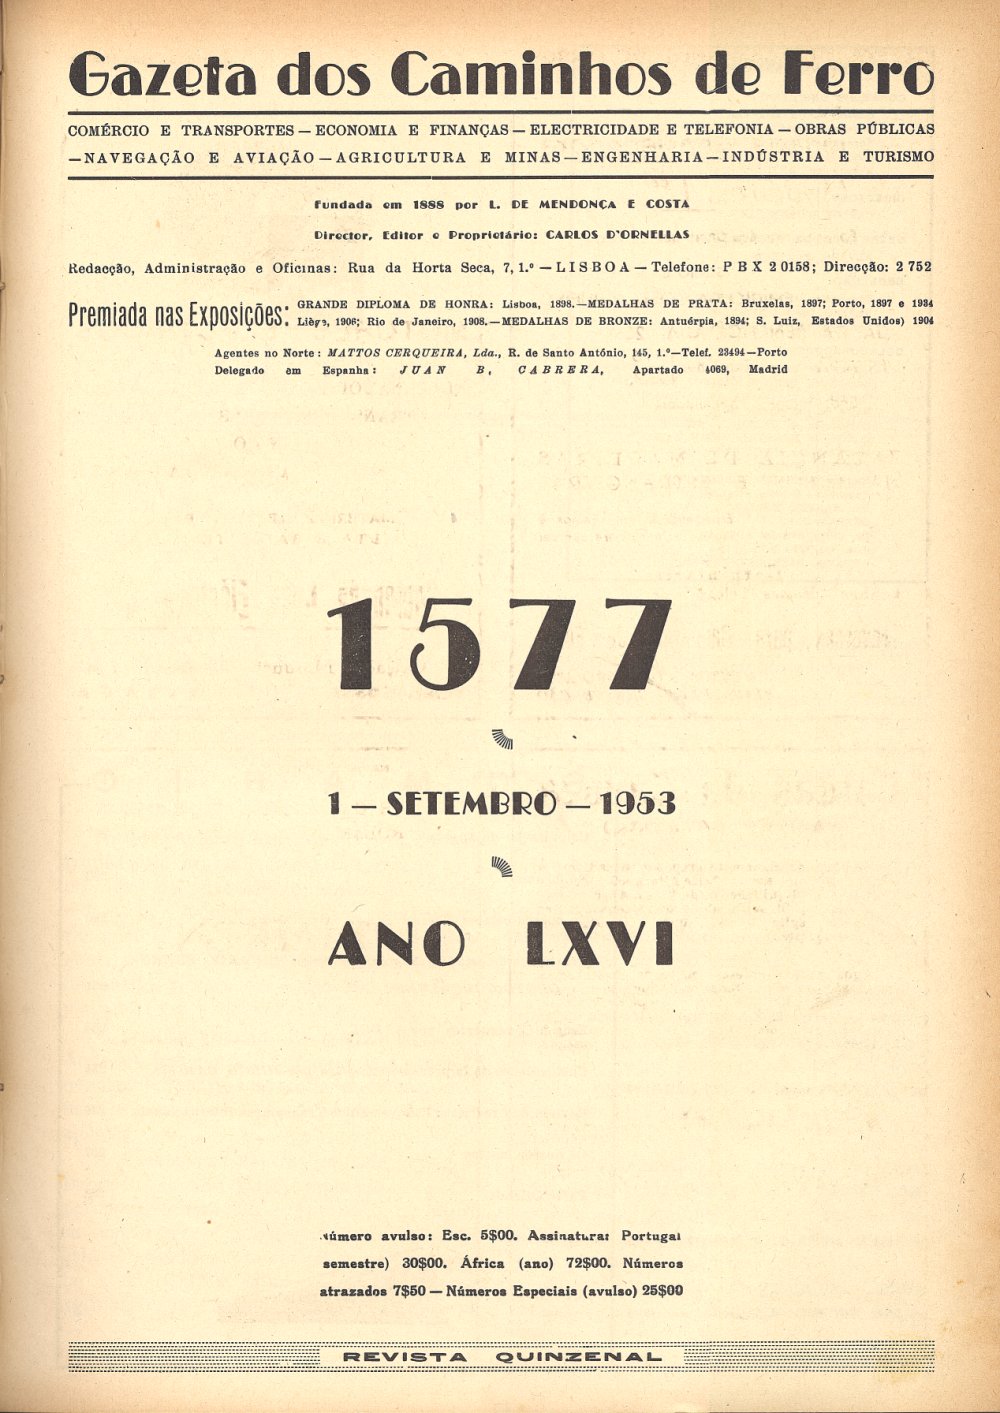 Gazeta dos Caminhos de Ferro
COMÉRCIO E TRANSPORTES — ECONOMIA E FINANÇAS — ELECTRICIDADE E TELEFONIA — OBRAS PÚBLICAS
— NAVEGAÇÃO E AVIAÇÃO — AGRICULTURA E MINAS — ENGENHARIA — INDÚSTRIA E TURISMO
Fundada em 1888 por L. DE MENDONÇA E COSTA
Director, Editor e Proprietário: CARLOS D'ORNELLAS
Redacção, Administração e Oficinas: Rua da Horta Seca, 7, 1.º — LISBOA — Telefone: PBX 20158; Direcção: 2 752
Premiada nas Exposições:
GRANDE DIPLOMA DE HONRA: Lisboa, 1898. — MEDALHAS DE PRATA: Bruxelas, 1897; Porto, 1897 e 1934
Liège, 1906; Rio de Janeiro, 1908. — MEDALHAS DE BRONZE: Antuérpia, 1894; S. Luiz, Estados Unidos) 1904
Agentes no Norte: MATTOS CERQUEIRA, Lda., R. de Santo António, 145, 1.º — Telef. 23494 — Porto
Delegado em Espanha: JUAN B, CABRERA, Apartado 4069, Madrid
1577
1 — SETEMBRO — 1953
ANO LXVI
Número avulso: Esc. 5$00. Assinatura: Portugal
semestre) 30$00. África (ano) 72$00. Números
atrazados 7$50 — Números Especiais (avulso) 25$00
REVISTA QUINZENAL